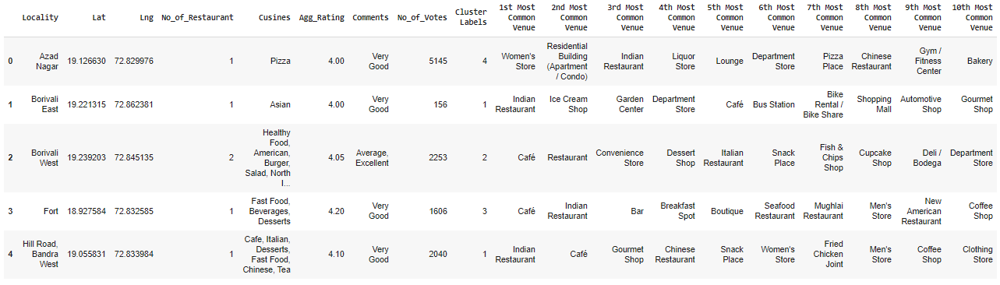 Locality Lat Lng No_of_Restaurant Cusines Agg_Rating Comments No_of_Votes Cluster Labels 1st Most Common Venue 2nd Most Common Venue 3rd Most Common Venue 4th Most Common Venue 5th Most Common Venue 6th Most Common Venue 7th Most Common Venue 8th Most Common Venue 9th Most Common Venue 10th Most Common Venue
0 Azad Nagar 19.126630 72.829976 1 Pizza 4.00 Very Good 5145 4 Women's Store Residential Building (Apartment / Condo) Indian Restaurant Liquor Store Lounge Department Store Pizza Place Chinese Restaurant Gym / Fitness Center Bakery
1 Borivali East 19.221315 72.862381 1 Asian 4.00 Very Good 156 1 Indian Restaurant Ice Cream Shop Garden Center Department Store Café Bus Station Bike Rental / Bike Share Shopping Mall Automotive Shop Gourmet Shop
2 Borivali West 19.239203 72.845135 2 Healthy Food, American, Burger, Salad, North I... 4.05 Average, Excellent 2253 2 Café Restaurant Convenience Store Dessert Shop Italian Restaurant Snack Place Fish & Chips Shop Cupcake Shop Deli / Bodega Department Store
3 Fort 18.927584 72.832585 1 Fast Food, Beverages, Desserts 4.20 Very Good 1606 3 Café Indian Restaurant Bar Breakfast Spot Boutique Seafood Restaurant Mughlai Restaurant Men's Store New American Restaurant Coffee Shop
4 Hill Road, Bandra West 19.055831 72.833984 1 Cafe, Italian, Desserts, Fast Food, Chinese, Tea 4.10 Very Good 2040 1 Indian Restaurant Café Gourmet Shop Chinese Restaurant Snack Place Women's Store Fried Chicken Joint Men's Store Coffee Shop Clothing Store